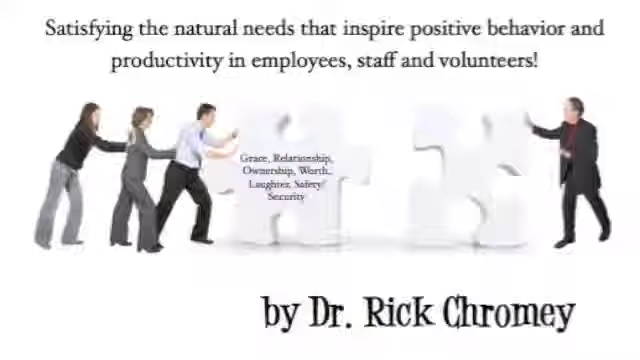 Satisfying the natural needs that inspire positive behavior and
productivity in employees, staff and volunteers!
Grace, Relationship,
Ownership, Worth,
Laughter, Safety/
Security
by Dr. Rick Chromey